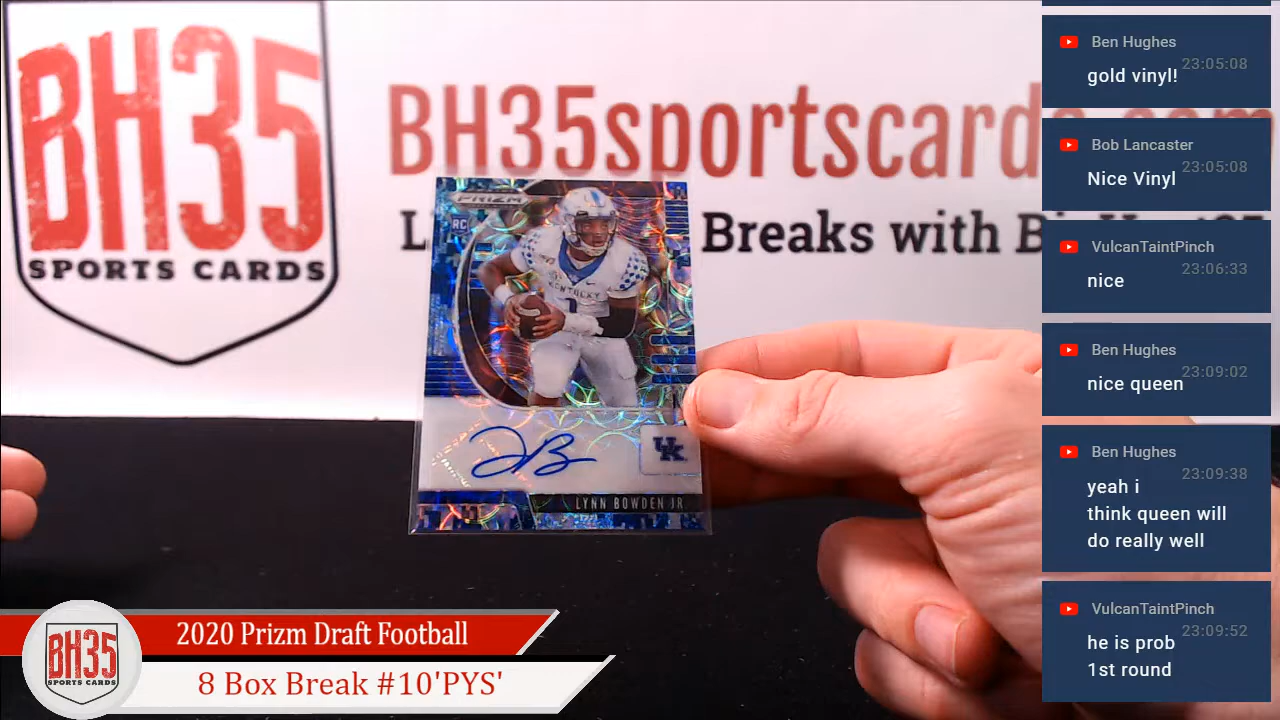 BH35
SPORTS CARDS
BH35sportscards.com
Breaks with B
PRIZM
RC
KENTUCKY
1
UK
LYNN BOWDEN JR
BH35
SPORTS CARDS
2020 Prizm Draft Football
8 Box Break #10'PYS'
Ben Hughes
23:05:08
gold vinyl!
Bob Lancaster
23:05:08
Nice Vinyl
VulcanTaintPinch
23:06:33
nice
Ben Hughes
23:09:02
nice queen
Ben Hughes
23:09:38
yeah i
think queen will
do really well
VulcanTaintPinch
23:09:52
he is prob
1st round